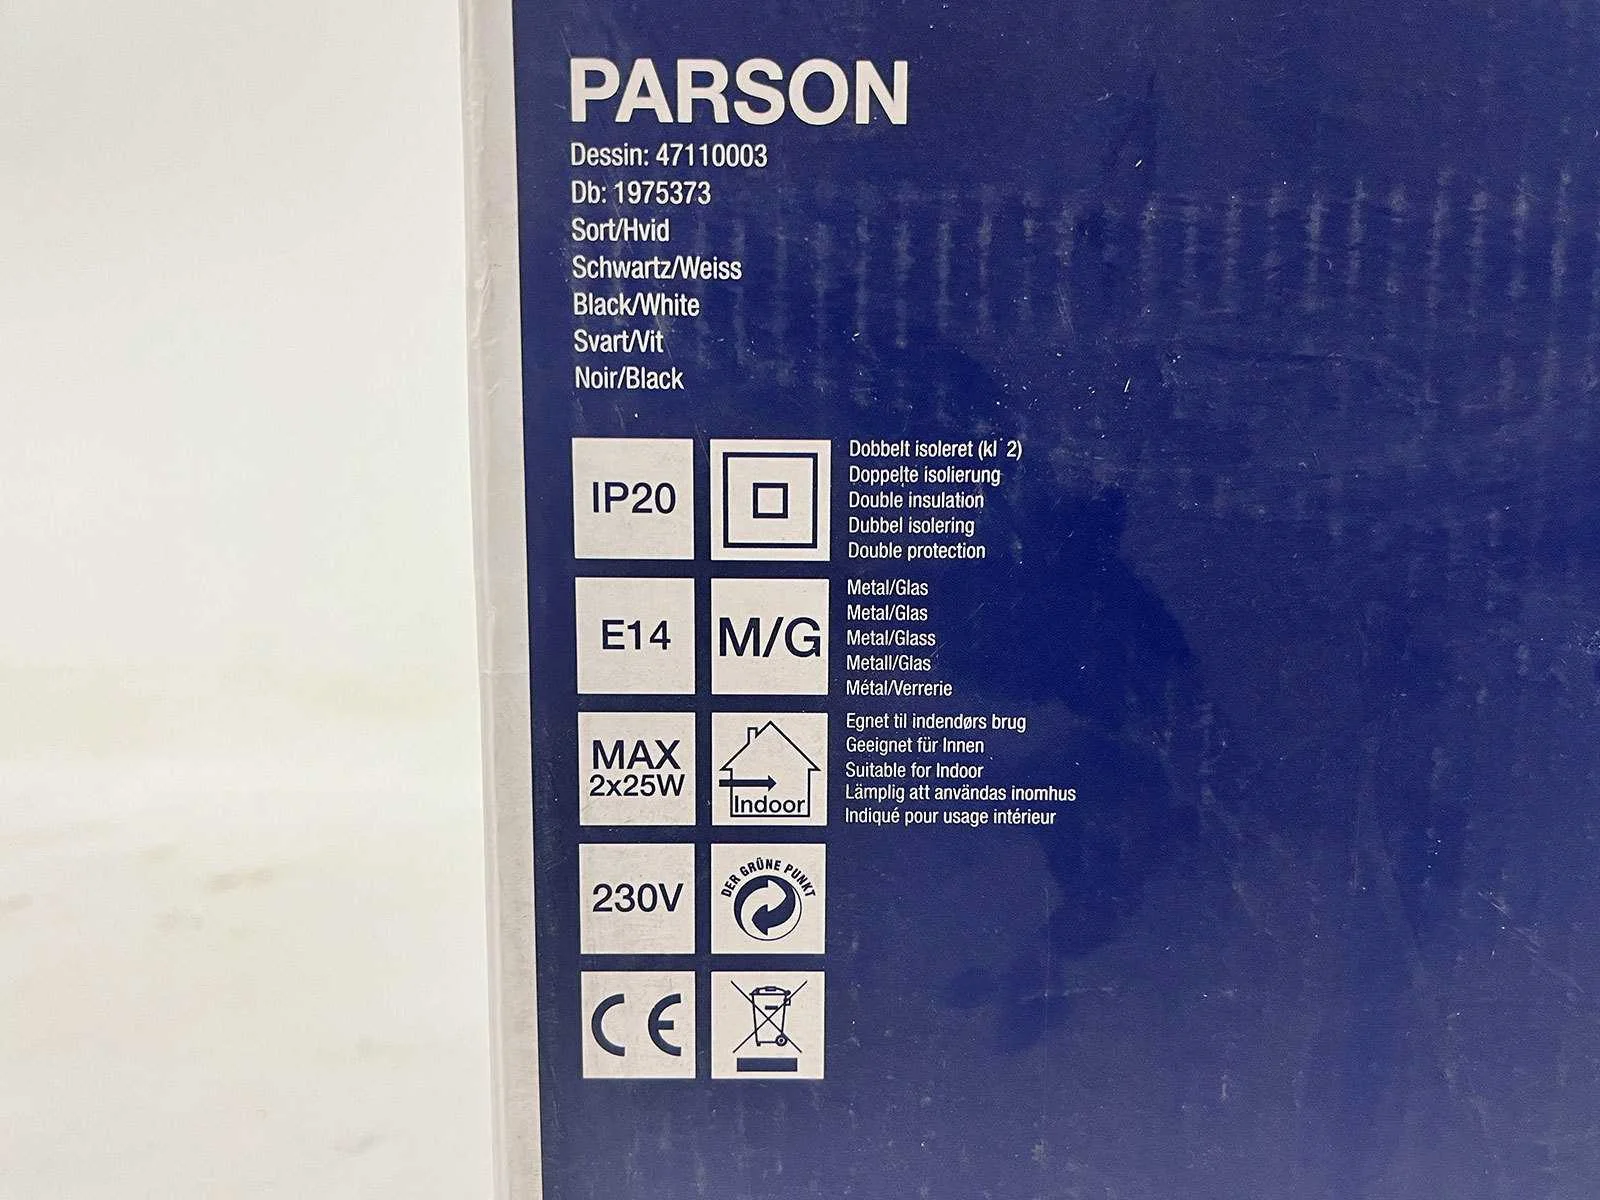 PARSON
Dessin: 47110003
Db: 1975373
Sort/Hvid
Schwartz/Weiss
Black/White
Svart/Vit
Noir/Black
IP20
Dobbelt isoleret (kl 2)
Doppelte isolierung
Double insulation
Dubbel isolering
Double protection
E14
M/G
Metal/Glas
Metal/Glas
Metal/Glass
Metall/Glas
Métal/Verrerie
MAX
2x25W
Indoor
Egnet til indendørs brug
Geeignet für Innen
Suitable for Indoor
Lämplig att användas inomhus
Indiqué pour usage intérieur
230V
DER GRÜNE PUNKT
CE